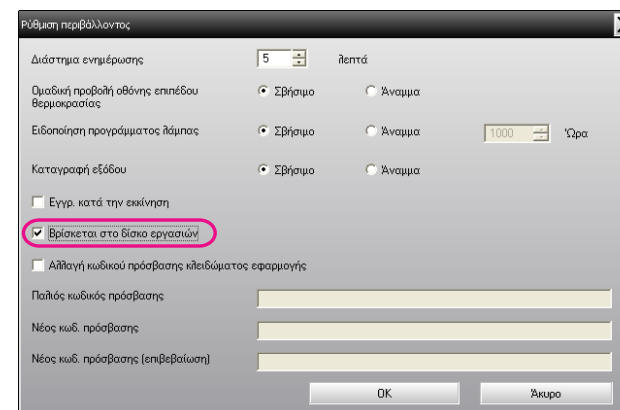 Ρύθμιση περιβάλλοντος
Διάστημα ενημέρωσης 5 λεπτά
Ομαδική προβολή οθόνης επιπέδου
θερμοκρασίας Σβήσιμο Άναμμα
Ειδοποίηση προγράμματος λάμπας Σβήσιμο Άναμμα 1000 Ώρα
Καταγραφή εξόδου Σβήσιμο Άναμμα
Εγγρ. κατά την εκκίνηση
Βρίσκεται στο δίσκο εργασιών
Αλλαγή κωδικού πρόσβασης κλειδώματος εφαρμογής
Παλιός κωδικός πρόσβασης
Νέος κωδ. πρόσβασης
Νέος κωδ. πρόσβασης (επιβεβαίωση)
OK Άκυρο